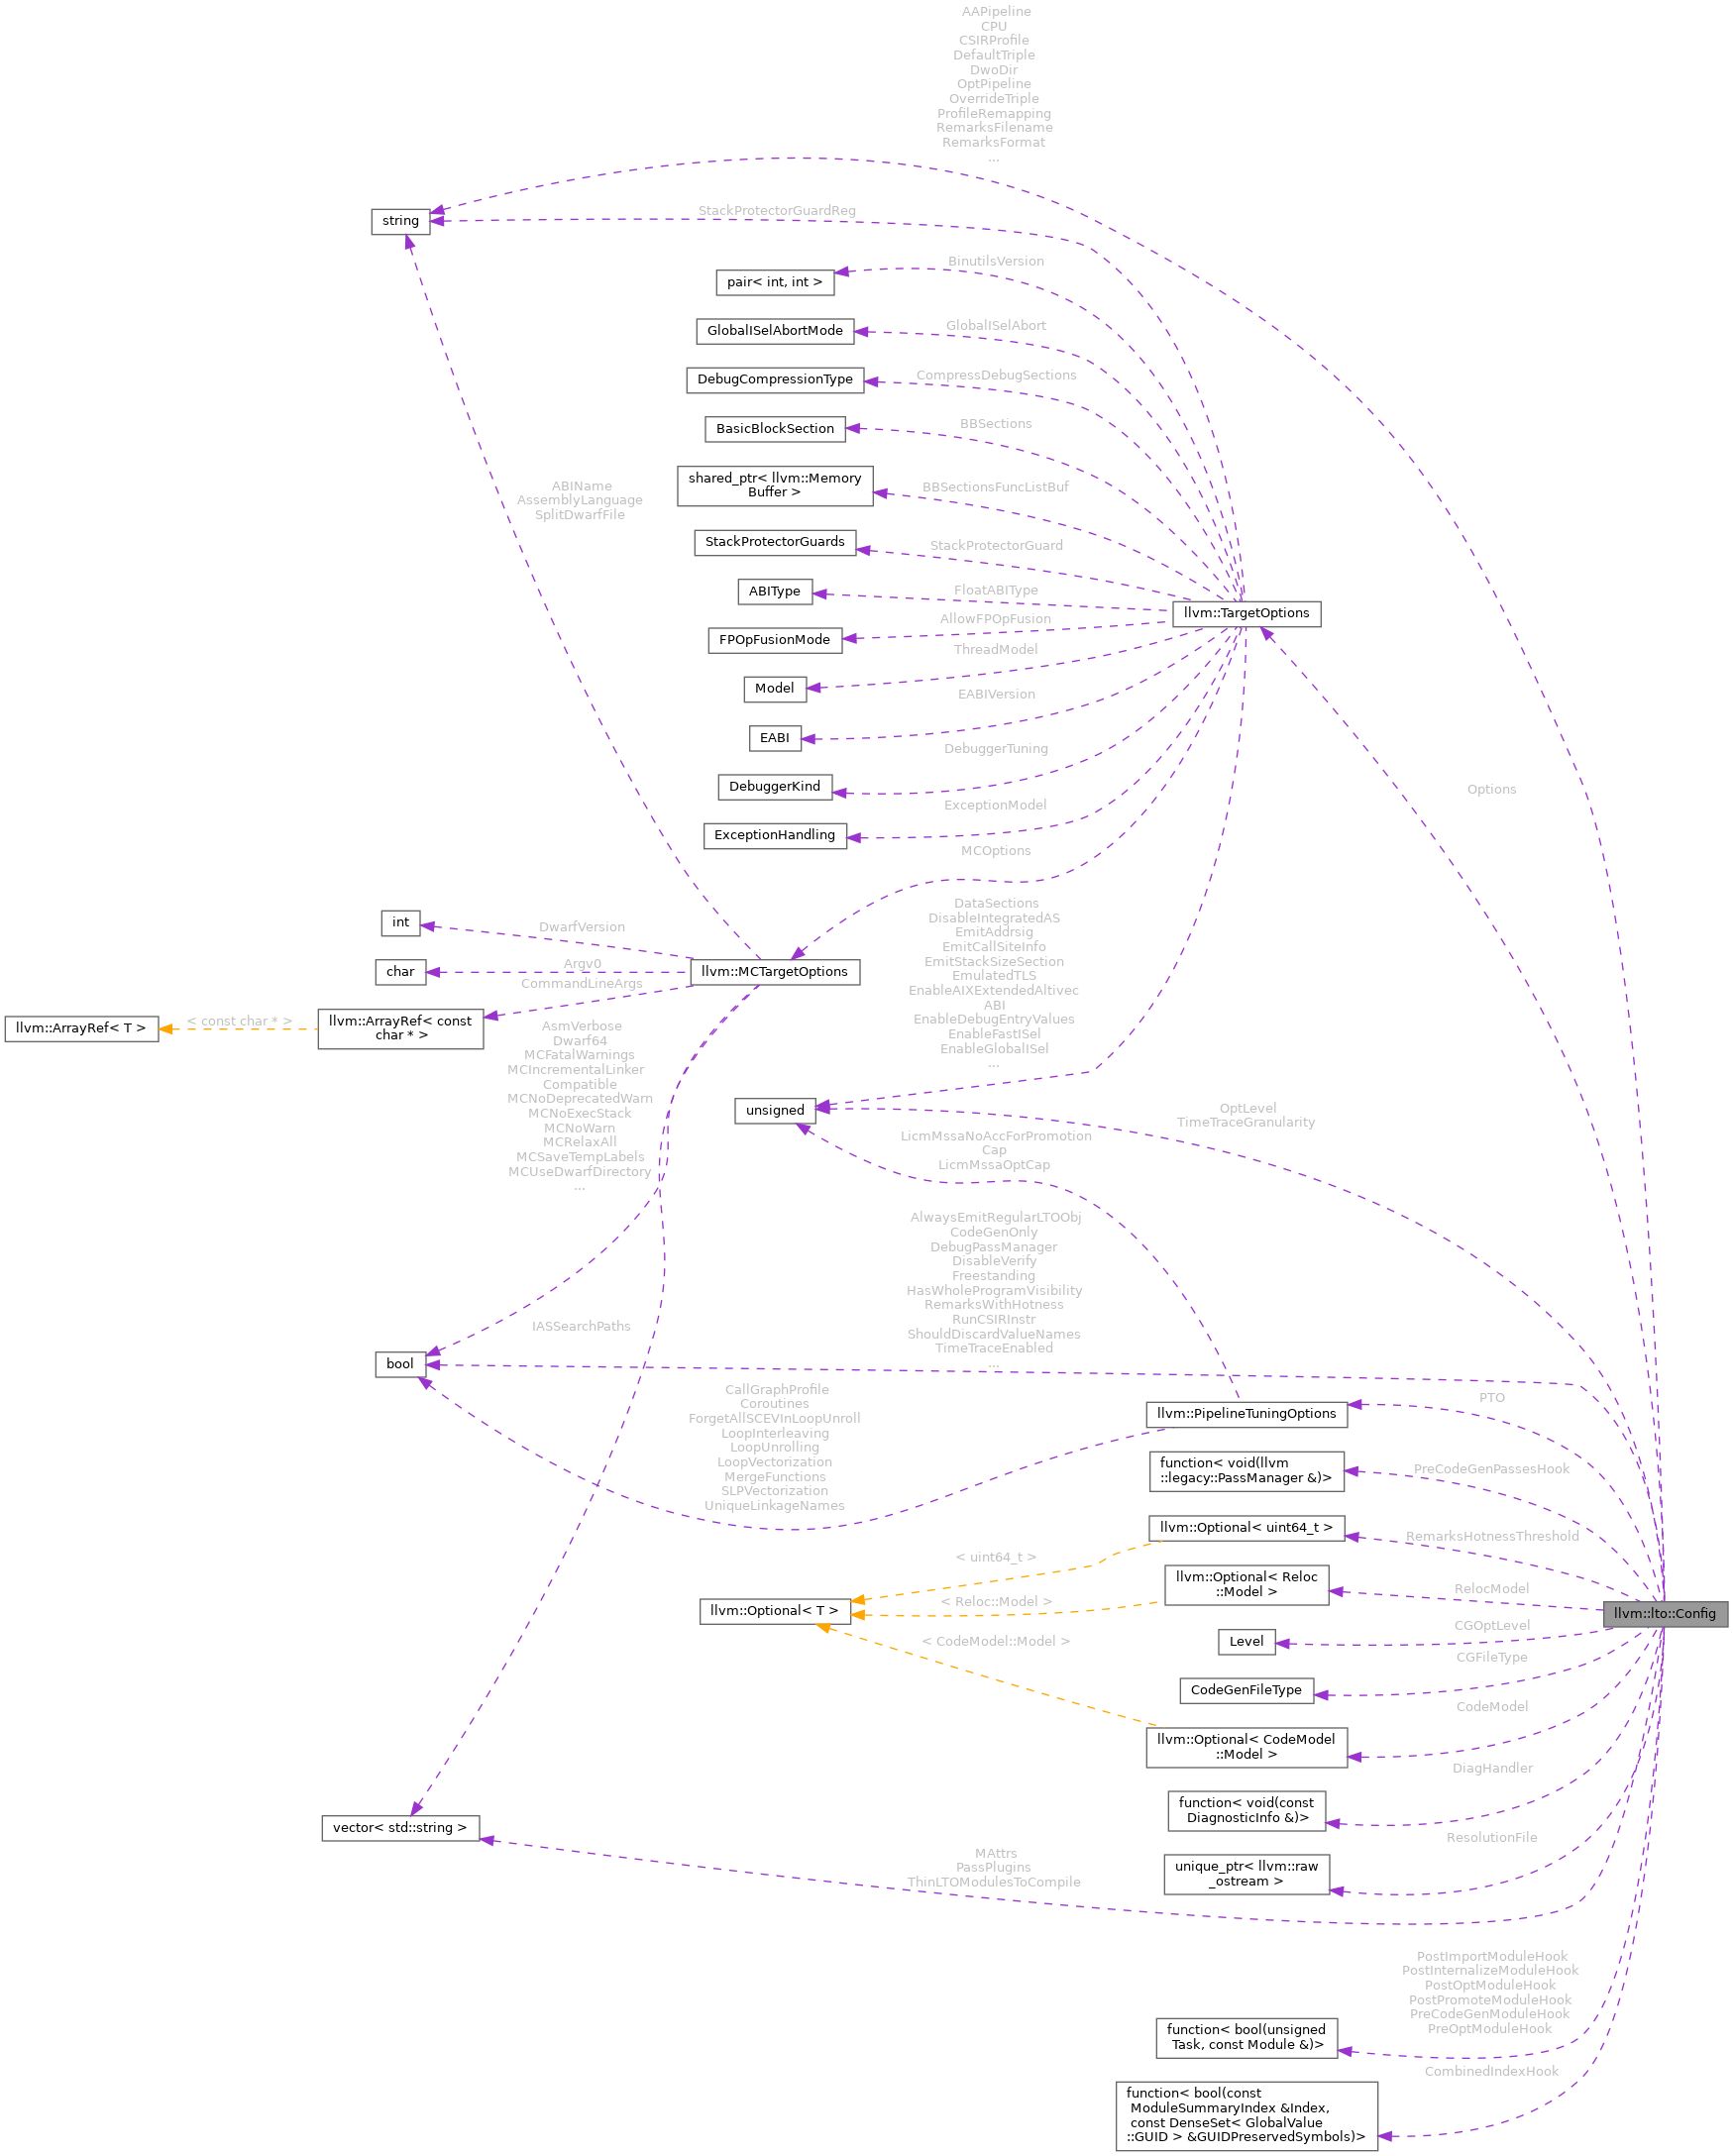 AAPipeline
CPU
CSIRProfile
DefaultTriple
DwoDir
OptPipeline
OverrideTriple
ProfileRemapping
RemarksFilename
RemarksFormat
...
string
StackProtectorGuardReg
BinutilsVersion
pair< int, int >
GlobalISelAbort
GlobalISelAbortMode
CompressDebugSections
DebugCompressionType
BBSections
BasicBlockSection
shared_ptr< llvm::Memory
Buffer >
BBSectionsFuncListBuf
ABIName
AssemblyLanguage
SplitDwarfFile
StackProtectorGuards
StackProtectorGuard
ABIType
FloatABIType
llvm::TargetOptions
AllowFPOpFusion
FPOpFusionMode
ThreadModel
Model
EABIVersion
EABI
DebuggerTuning
DebuggerKind
Options
ExceptionModel
ExceptionHandling
MCOptions
DataSections
DisableIntegratedAS
EmitAddrsig
EmitCallSiteInfo
EmitStackSizeSection
EmulatedTLS
EnableAIXExtendedAltivec
ABI
EnableDebugEntryValues
EnableFastISel
EnableGlobalISel
...
int
DwarfVersion
char
Argv0
llvm::MCTargetOptions
CommandLineArgs
llvm::ArrayRef< T >
< const char * >
llvm::ArrayRef< const
char * >
AsmVerbose
Dwarf64
MCFatalWarnings
MCIncrementalLinker
Compatible
MCNoDeprecatedWarn
MCNoExecStack
MCNoWarn
MCRelaxAll
MCSaveTempLabels
MCUseDwarfDirectory
...
unsigned
OptLevel
TimeTraceGranularity
LicmMssaNoAccForPromotion
Cap
LicmMssaOptCap
AlwaysEmitRegularLTOObj
CodeGenOnly
DebugPassManager
DisableVerify
Freestanding
HasWholeProgramVisibility
RemarksWithHotness
RunCSIRInstr
ShouldDiscardValueNames
TimeTraceEnabled
...
IASSearchPaths
bool
CallGraphProfile
Coroutines
ForgetAllSCEVInLoopUnroll
LoopInterleaving
LoopUnrolling
LoopVectorization
MergeFunctions
SLPVectorization
UniqueLinkageNames
PTO
llvm::PipelineTuningOptions
function< void(llvm
::legacy::PassManager &)>
PreCodeGenPassesHook
llvm::Optional< uint64_t >
RemarksHotnessThreshold
< uint64_t >
llvm::Optional< Reloc
::Model >
RelocModel
< Reloc::Model >
llvm::Optional< T >
llvm::lto::Config
Level
CGOptLevel
< CodeModel::Model >
CGFileType
CodeGenFileType
CodeModel
llvm::Optional< CodeModel
::Model >
DiagHandler
function< void(const
DiagnosticInfo &)>
vector< std::string >
ResolutionFile
unique_ptr< llvm::raw
_ostream >
MAttrs
PassPlugins
ThinLTOModulesToCompile
PostImportModuleHook
PostInternalizeModuleHook
PostOptModuleHook
PostPromoteModuleHook
PreCodeGenModuleHook
PreOptModuleHook
function< bool(unsigned
Task, const Module &)>
CombinedIndexHook
function< bool(const
ModuleSummaryIndex &Index,
const DenseSet< GlobalValue
::GUID > &GUIDPreservedSymbols)>